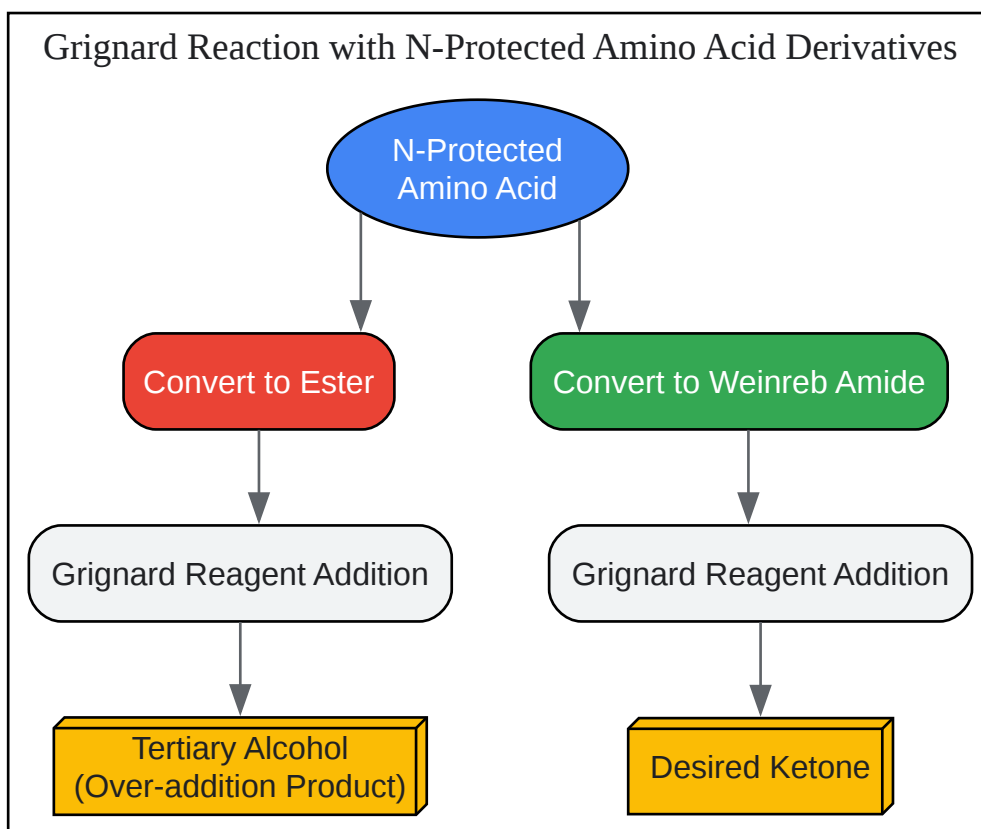 Grignard Reaction with N-Protected Amino Acid Derivatives
N-Protected
Amino Acid
Convert to Ester
Convert to Weinreb Amide
Grignard Reagent Addition
Grignard Reagent Addition
Tertiary Alcohol
(Over-addition Product)
Desired Ketone